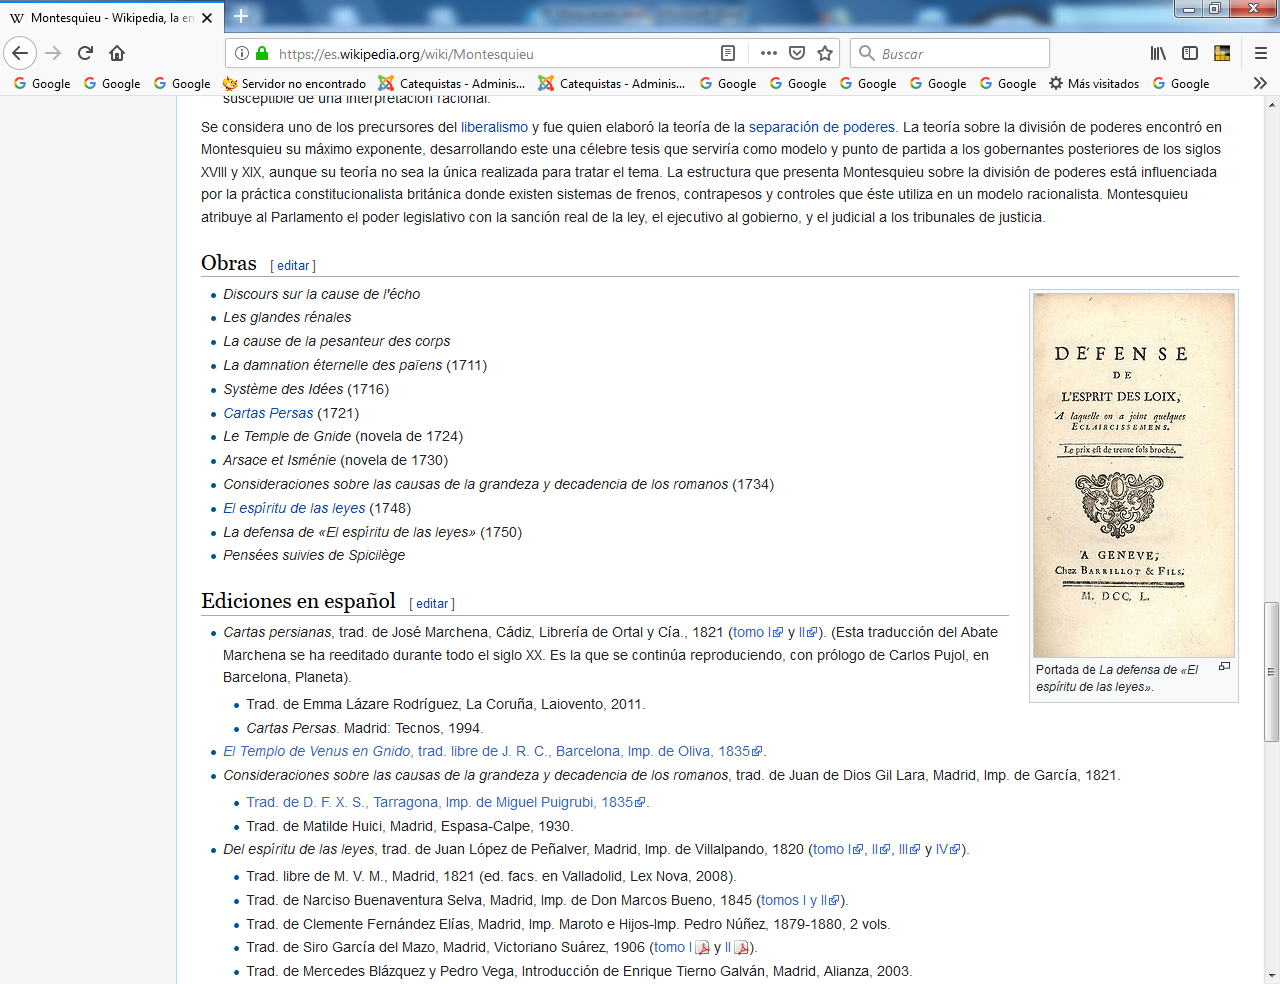 Montesquieu - Wikipedia, la en
https://es.wikipedia.org/wiki/Montesquieu
Buscar
Google Google Google Servidor no encontrado Catequistas - Adminis... Catequistas - Adminis... Google Google Google Google Google Más visitados Google
susceptible de una interpretación racional.
Se considera uno de los precursores del liberalismo y fue quien elaboró la teoría de la separación de poderes. La teoría sobre la división de poderes encontró en
Montesquieu su máximo exponente, desarrollando este una célebre tesis que serviría como modelo y punto de partida a los gobernantes posteriores de los siglos
XVIII y XIX, aunque su teoría no sea la única realizada para tratar el tema. La estructura que presenta Montesquieu sobre la división de poderes está influenciada
por la práctica constitucionalista británica donde existen sistemas de frenos, contrapesos y controles que éste utiliza en un modelo racionalista. Montesquieu
atribuye al Parlamento el poder legislativo con la sanción real de la ley, el ejecutivo al gobierno, y el judicial a los tribunales de justicia.
Obras [ editar ]
Discours sur la cause de l'écho
Les glandes rénales
La cause de la pesanteur des corps
La damnation éternelle des païens (1711)
Système des Idées (1716)
Cartas Persas (1721)
Le Temple de Gnide (novela de 1724)
Arsace et Isménie (novela de 1730)
Consideraciones sobre las causas de la grandeza y decadencia de los romanos (1734)
El espíritu de las leyes (1748)
La defensa de «El espíritu de las leyes» (1750)
Pensées suivies de Spicilège
DÉFENSE
DE
L'ESPRIT DES LOIX,
A laquelle on a joint quelques
ECLAIRCISSEMENS.
Le prix est de trente sols broché.
A GENEVE,
Chez BARRILLOT & FILS.
M. DCC. L.
Portada de La defensa de «El
espíritu de las leyes».
Ediciones en español [ editar ]
Cartas persianas, trad. de José Marchena, Cádiz, Librería de Ortal y Cía., 1821 (tomo I y II). (Esta traducción del Abate
Marchena se ha reeditado durante todo el siglo XX. Es la que se continúa reproduciendo, con prólogo de Carlos Pujol, en
Barcelona, Planeta).
Trad. de Emma Lázare Rodríguez, La Coruña, Laiovento, 2011.
Cartas Persas. Madrid: Tecnos, 1994.
El Templo de Venus en Gnido, trad. libre de J. R. C., Barcelona, Imp. de Oliva, 1835.
Consideraciones sobre las causas de la grandeza y decadencia de los romanos, trad. de Juan de Dios Gil Lara, Madrid, Imp. de García, 1821.
Trad. de D. F. X. S., Tarragona, Imp. de Miguel Puigrubi, 1835.
Trad. de Matilde Huici, Madrid, Espasa-Calpe, 1930.
Del espíritu de las leyes, trad. de Juan López de Peñalver, Madrid, Imp. de Villalpando, 1820 (tomo I, II, III y IV).
Trad. libre de M. V. M., Madrid, 1821 (ed. facs. en Valladolid, Lex Nova, 2008).
Trad. de Narciso Buenaventura Selva, Madrid, Imp. de Don Marcos Bueno, 1845 (tomos I y II).
Trad. de Clemente Fernández Elías, Madrid, Imp. Maroto e Hijos-Imp. Pedro Núñez, 1879-1880, 2 vols.
Trad. de Siro García del Mazo, Madrid, Victoriano Suárez, 1906 (tomo I y II).
Trad. de Mercedes Blázquez y Pedro Vega, Introducción de Enrique Tierno Galván, Madrid, Alianza, 2003.